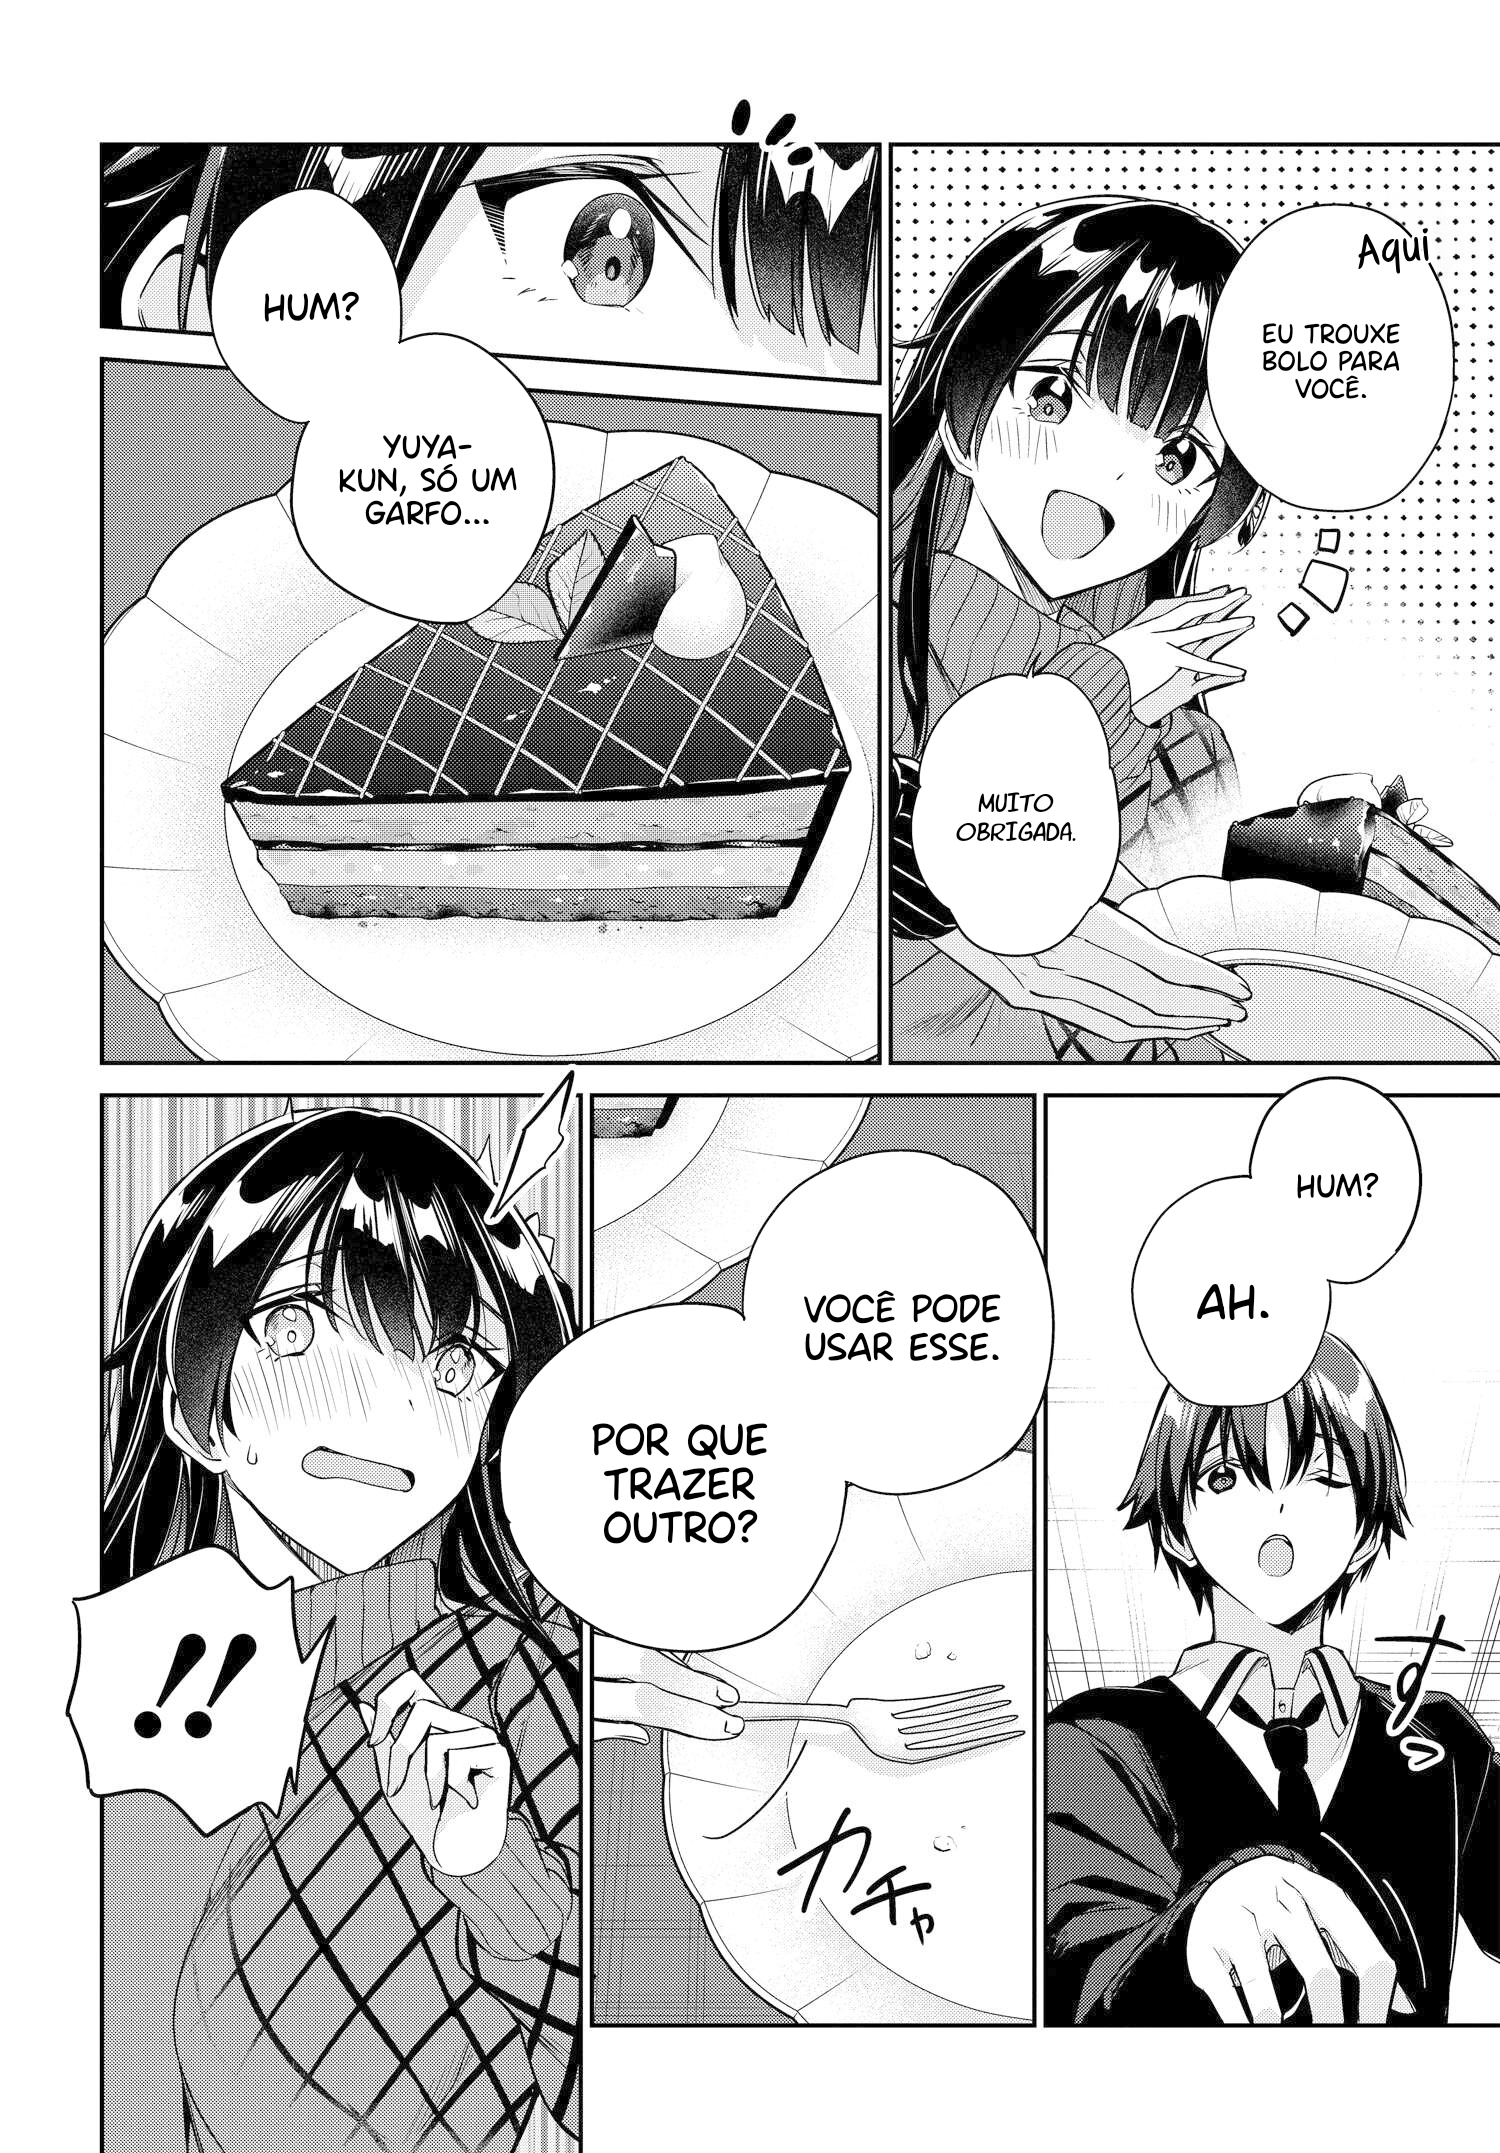 Aqui
EU TROUXE
BOLO PARA
VOCÊ.
MUITO
OBRIGADA.
HUM?
YUYA-
KUN, SÓ UM
GARFO...
HUM?
AH.
す
VOCÊ PODE
USAR ESSE.
POR QUE
TRAZER
OUTRO?
カチャ
!!